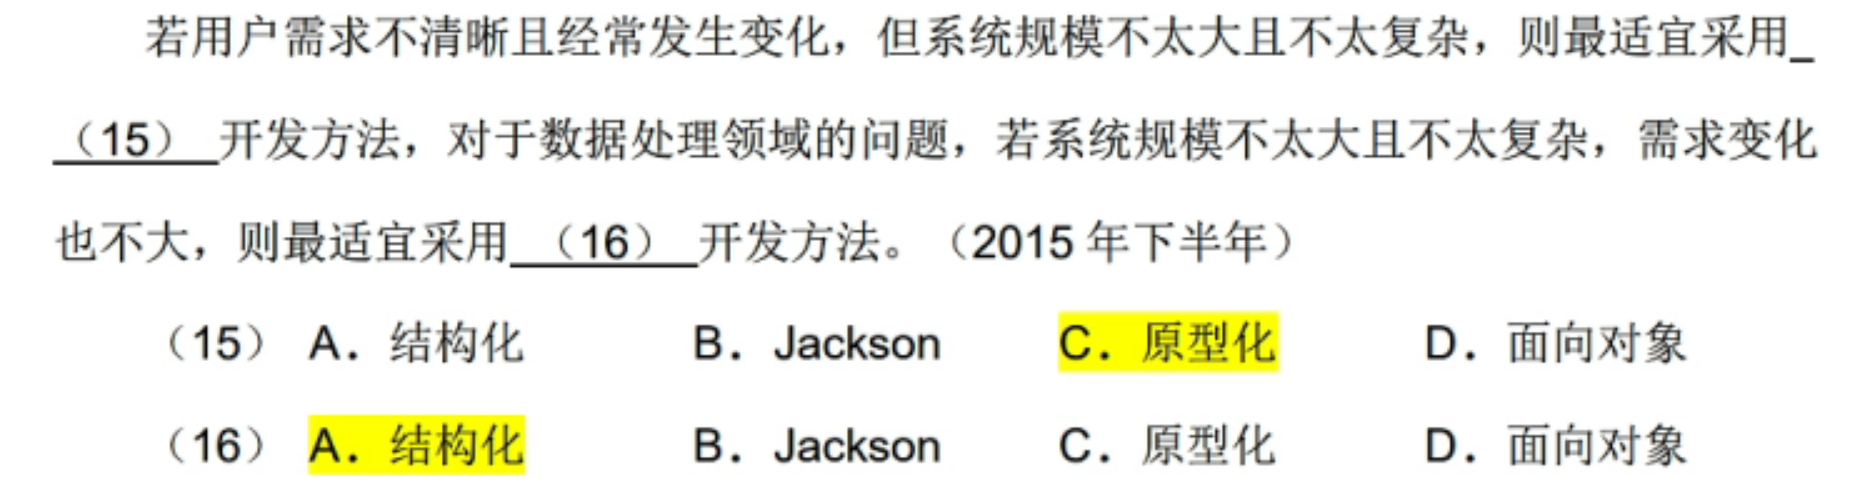 若用户需求不清晰且经常发生变化，但系统规模不太大且不太复杂，则最适宜采用_
（15） 开发方法，对于数据处理领域的问题，若系统规模不太大且不太复杂，需求变化
也不大，则最适宜采用 （16） 开发方法。（2015 年下半年）
（15） A．结构化 B．Jackson C．原型化 D．面向对象
（16） A．结构化 B．Jackson C．原型化 D．面向对象